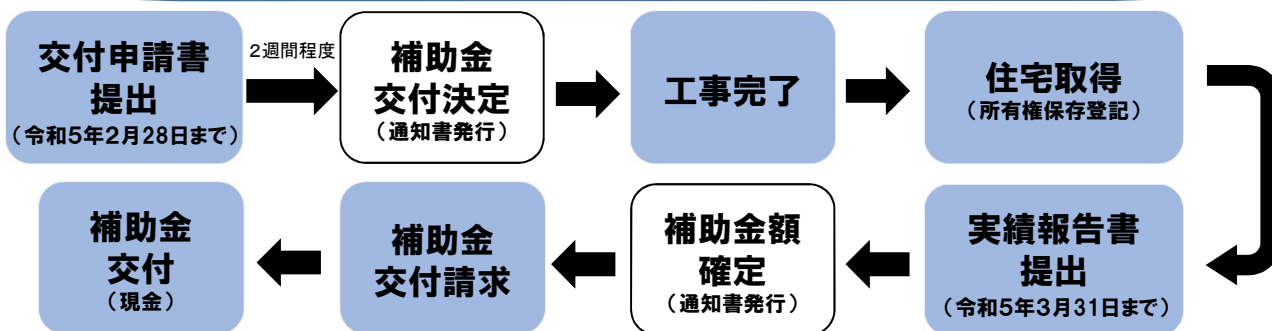 交付申請書
提出
(令和5年2月28日まで)
2週間程度
補助金
交付決定
(通知書発行)
工事完了
住宅取得
(所有権保存登記)
実績報告書
提出
(令和5年3月31日まで)
補助金額
確定
(通知書発行)
補助金
交付請求
補助金
交付
(現金)